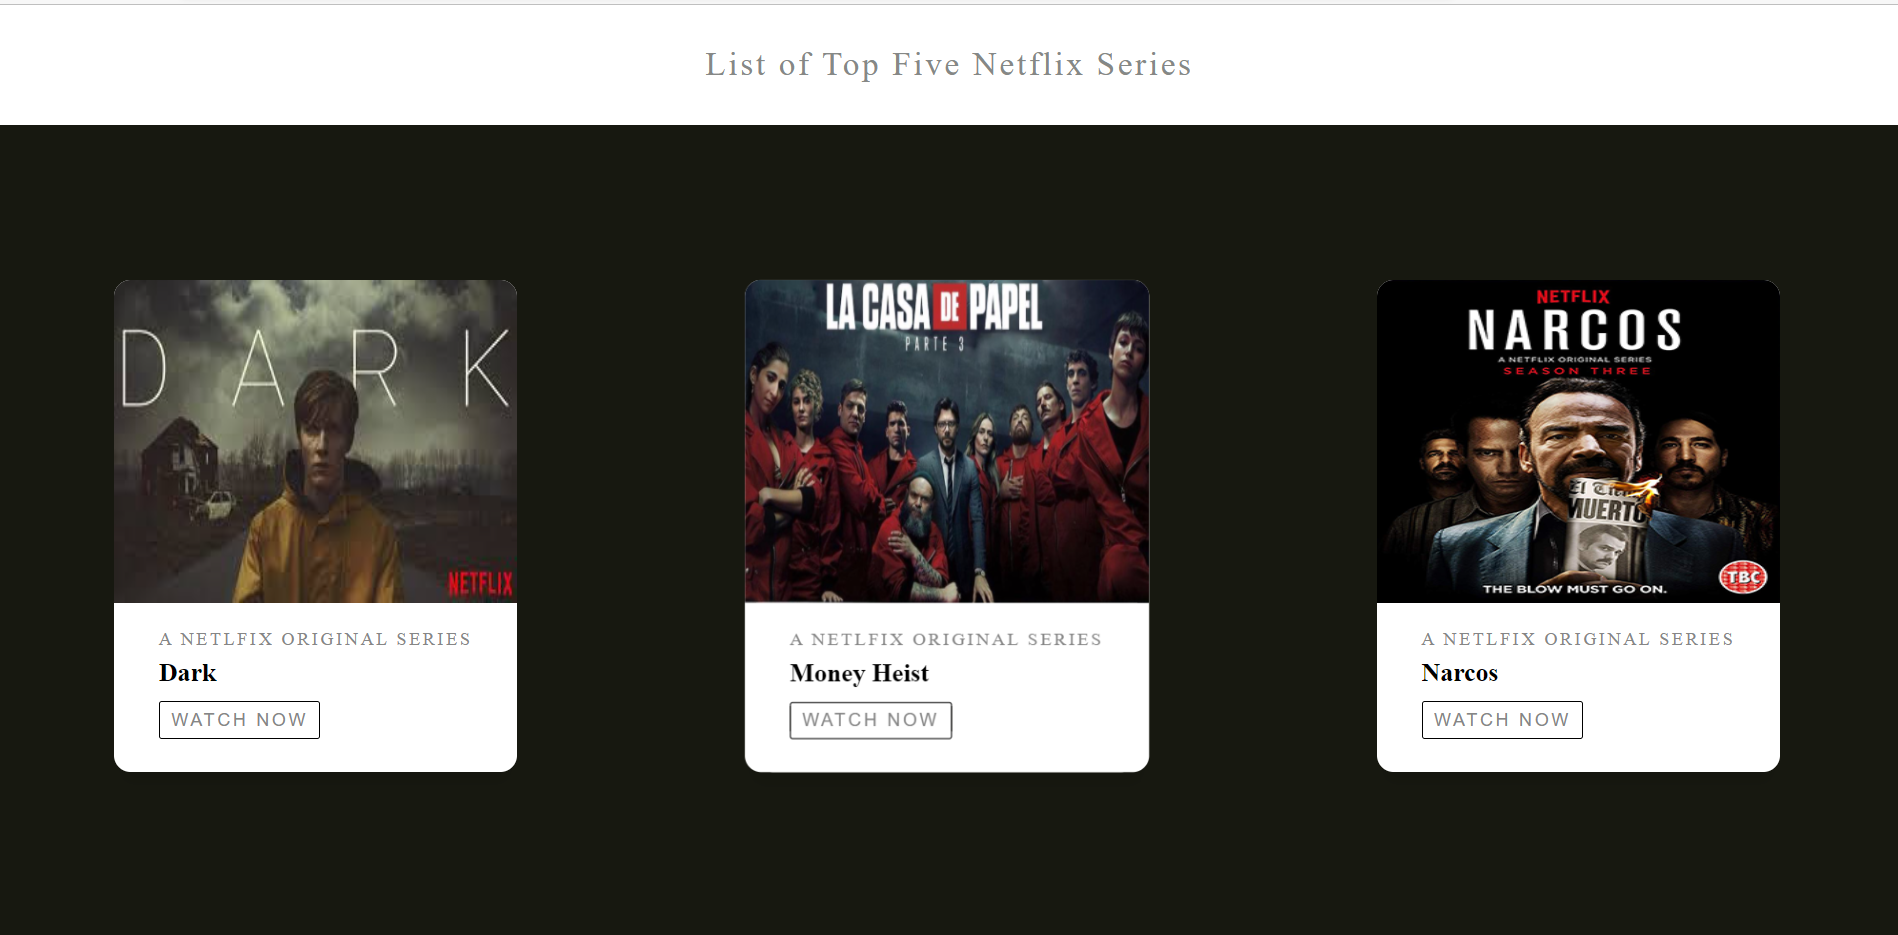 List of Top Five Netflix Series
DARK
NETFLIX
A NETLFIX ORIGINAL SERIES
Dark
WATCH NOW
LA CASA DE PAPEL
PARTE 3
A NETLFIX ORIGINAL SERIES
Money Heist
WATCH NOW
NETFLIX
NARCOS
A NETFLIX ORIGINAL SERIES
SEASON THREE
El
MUERTO
THE BLOW MUST GO ON.
TBC
A NETLFIX ORIGINAL SERIES
Narcos
WATCH NOW